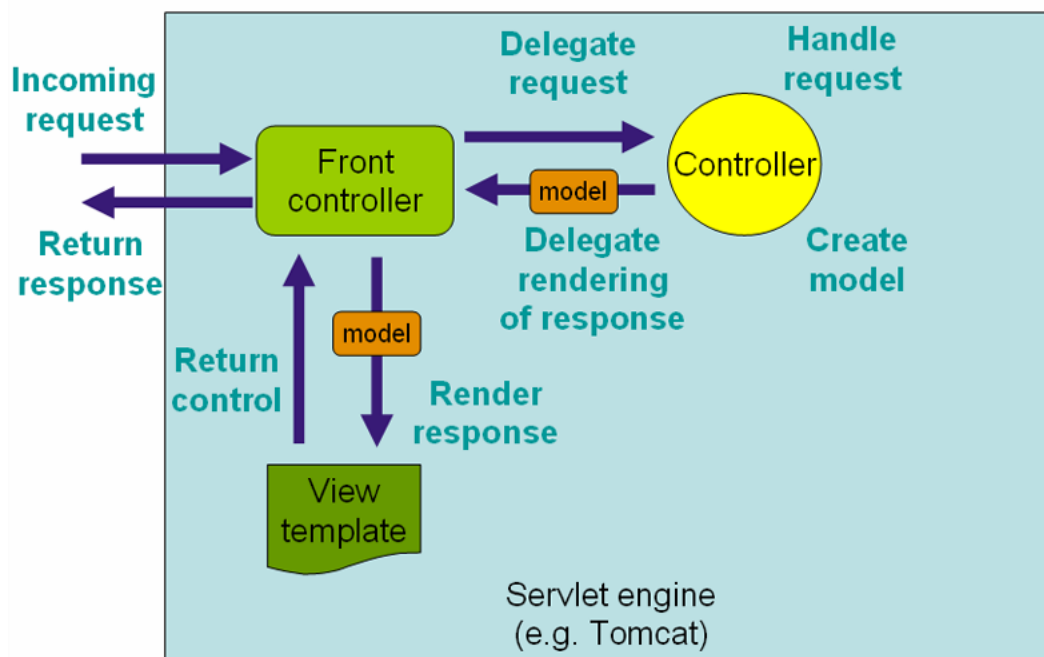 Incoming
request
Return
response
Front
controller
Delegate
request
Handle
request
Controller
model
Delegate
rendering
of response
Create
model
Return
control
model
Render
response
View
template
Servlet engine
(e.g. Tomcat)